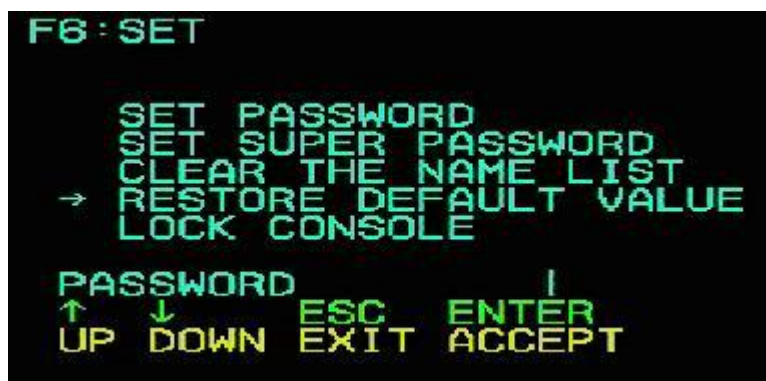 F6:SET
SET PASSWORD
SET SUPER PASSWORD
CLEAR THE NAME LIST
→ RESTORE DEFAULT VALUE
LOCK CONSOLE
PASSWORD |
↑ ↓ ESC ENTER
UP DOWN EXIT ACCEPT